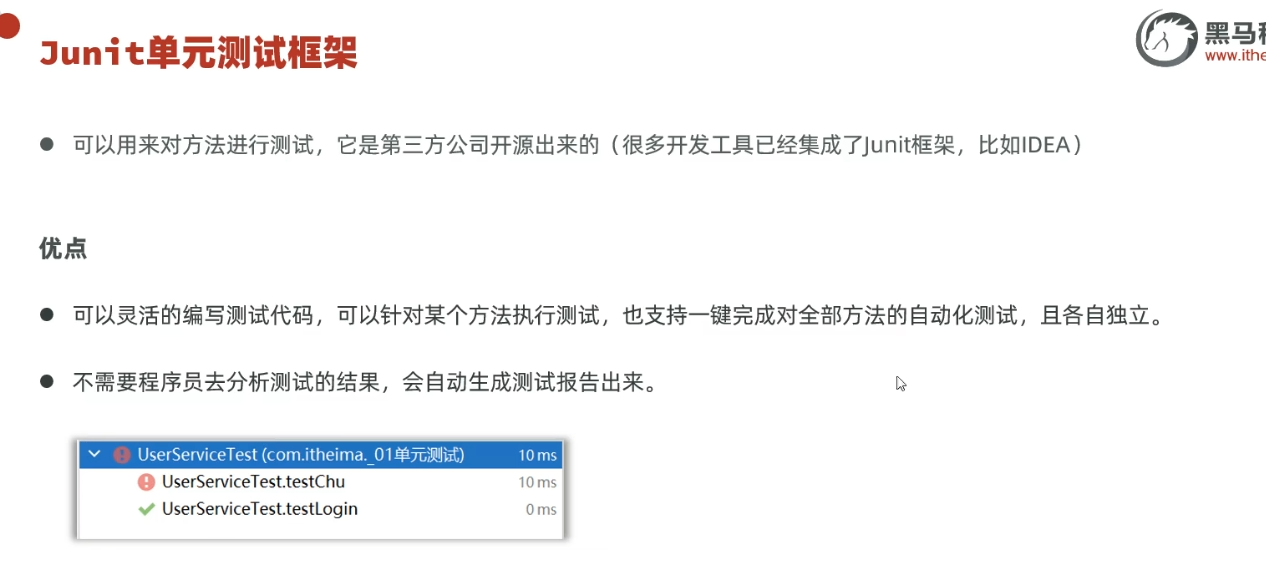 Junit单元测试框架
黑马
www.ithe
可以用来对方法进行测试，它是第三方公司开源出来的（很多开发工具已经集成了Junit框架，比如IDEA）
优点
可以灵活的编写测试代码，可以针对某个方法执行测试，也支持一键完成对全部方法的自动化测试，且各自独立。
不需要程序员去分析测试的结果，会自动生成测试报告出来。
UserServiceTest (com.itheima._01单元测试) 10 ms
UserServiceTest.testChu 10 ms
UserServiceTest.testLogin 0 ms